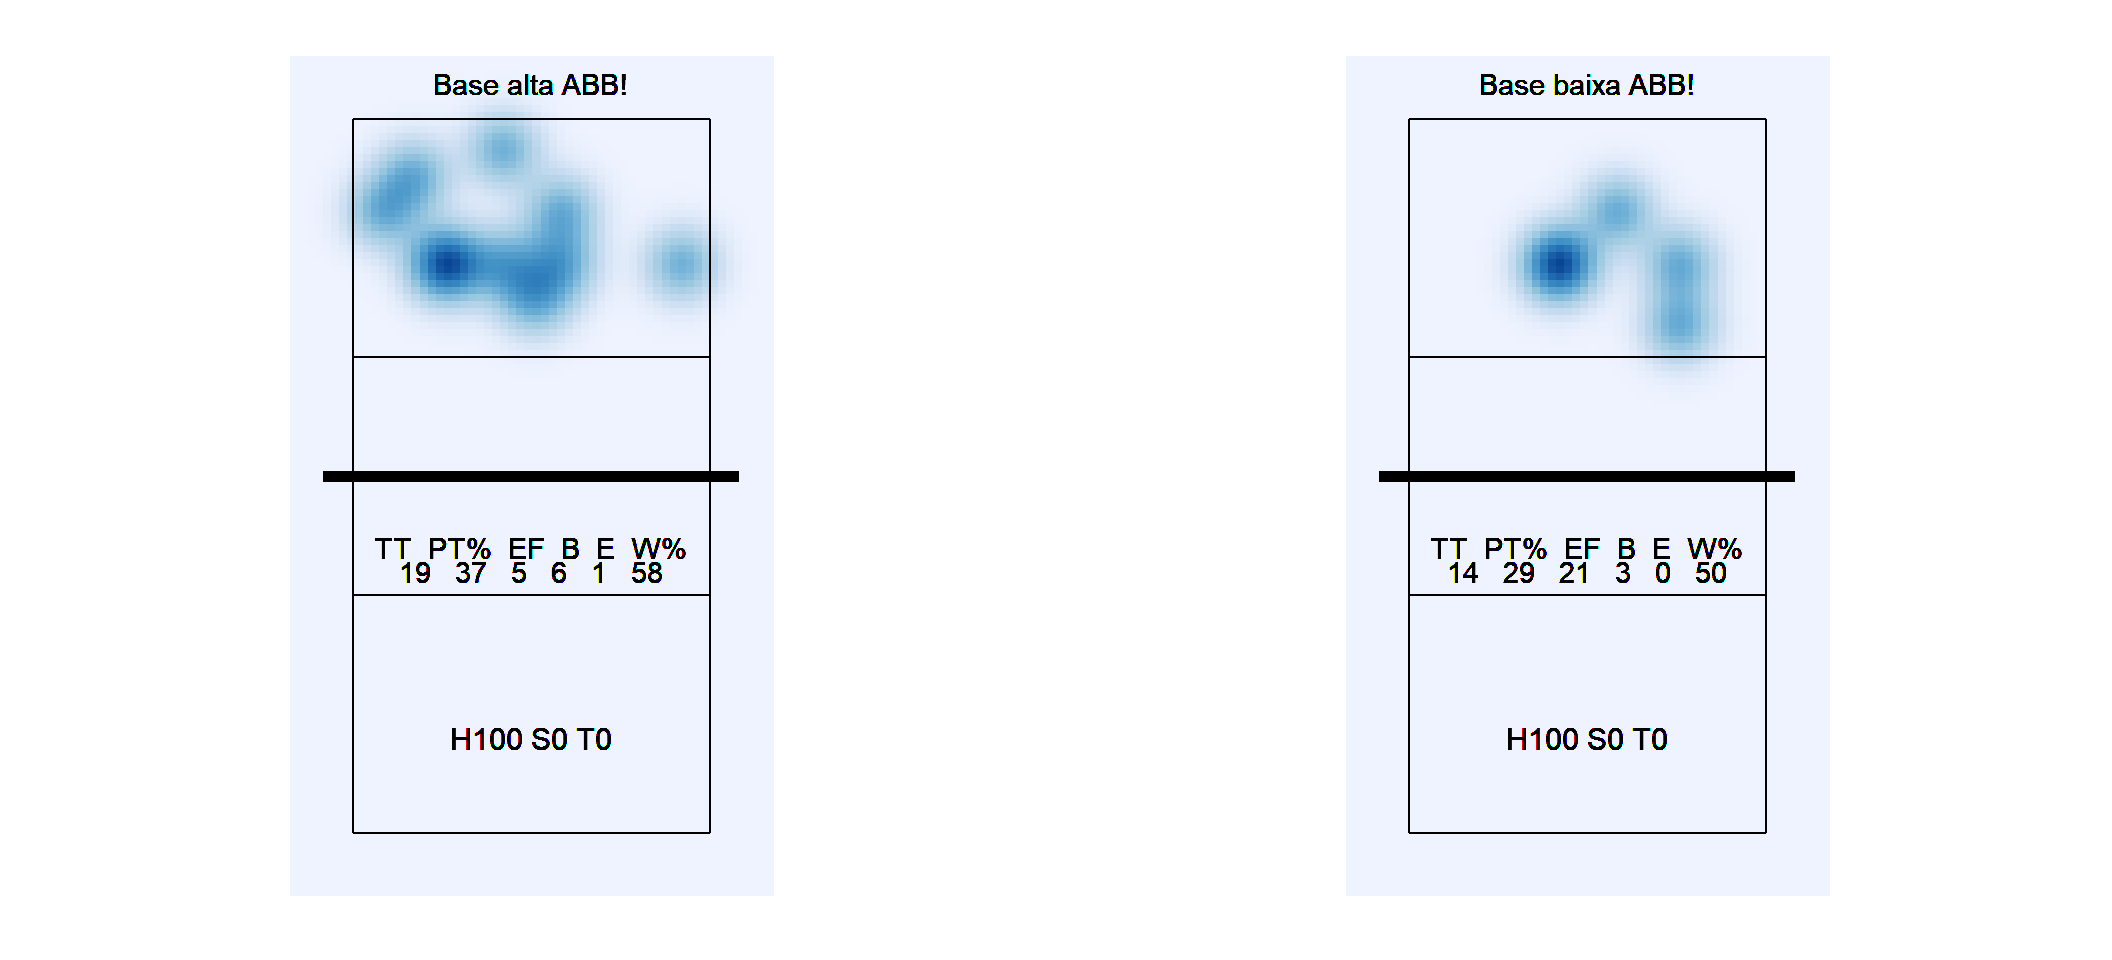 Base alta ABB!
TT PT% EF B E W%
19 37 5 6 1 58
H100 S0 T0
Base baixa ABB!
TT PT% EF B E W%
14 29 21 3 0 50
H100 S0 T0